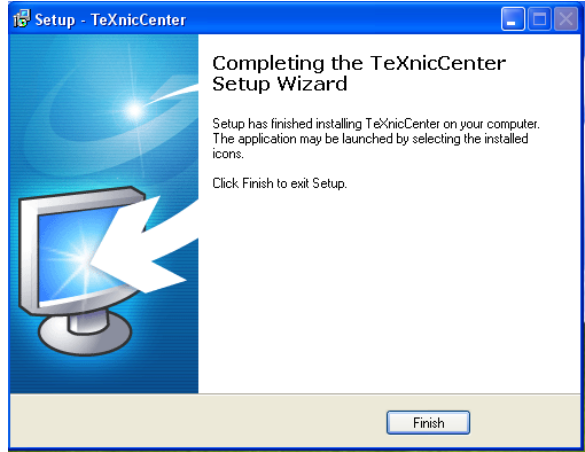 Setup - TeXnicCenter
Completing the TeXnicCenter
Setup Wizard
Setup has finished installing TeXnicCenter on your computer.
The application may be launched by selecting the installed
icons.
Click Finish to exit Setup.
Finish